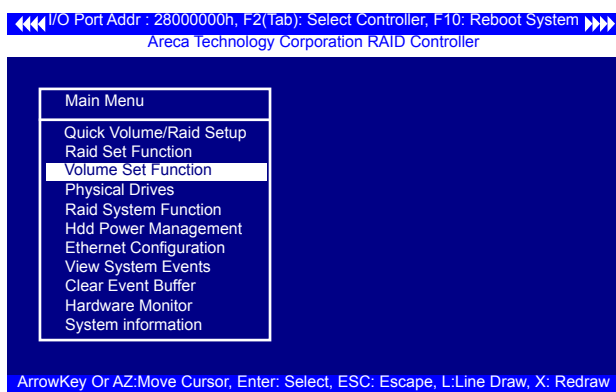 I/O Port Addr : 28000000h, F2(Tab): Select Controller, F10: Reboot System
Areca Technology Corporation RAID Controller
Main Menu
Quick Volume/Raid Setup
Raid Set Function
Volume Set Function
Physical Drives
Raid System Function
Hdd Power Management
Ethernet Configuration
View System Events
Clear Event Buffer
Hardware Monitor
System information
ArrowKey Or AZ:Move Cursor, Enter: Select, ESC: Escape, L:Line Draw, X: Redraw